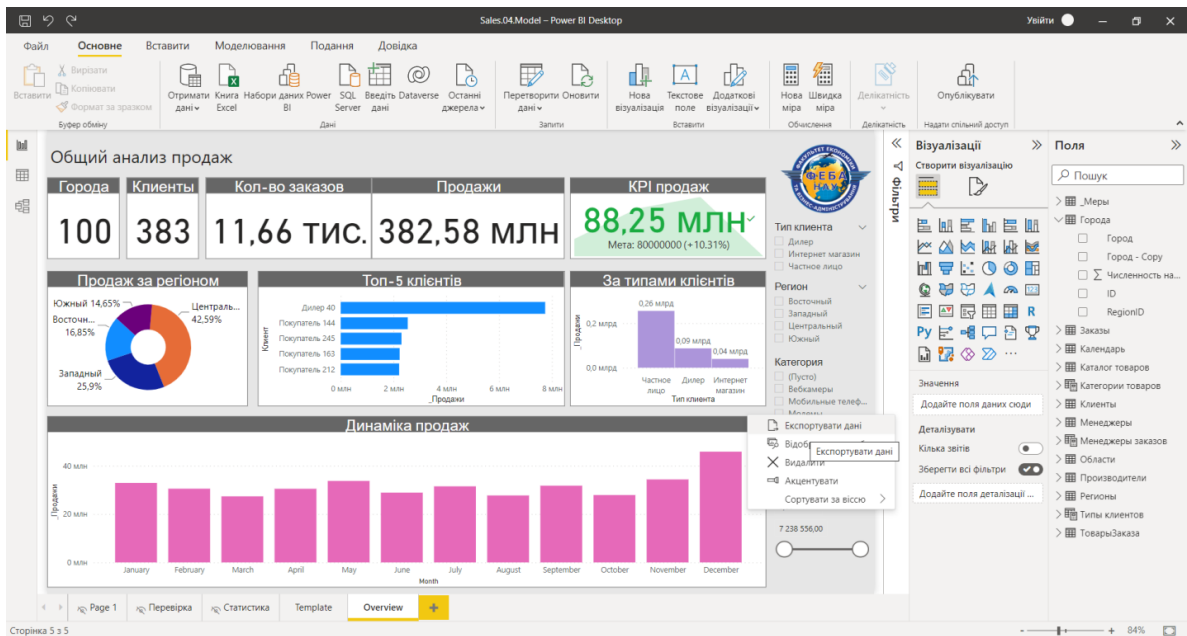 Sales.04.Model – Power BI Desktop
Увійти
Файл Основне Вставити Моделювання Подання Довідка
Вставити
Вирізати
Копіювати
Формат за зразком
Буфер обміну
Отримати дані
Книга Excel
Набори даних Power BI
SQL Server
Введіть дані
Dataverse
Останні джерела
Дані
Перетворити дані
Оновити
Запити
Нова візуалізація
Текстове поле
Додаткові візуалізації
Вставити
Нова міра
Швидка міра
Обчислення
Делікатність
Делікатність
Опублікувати
Надати спільний доступ
Общий анализ продаж
ФЕБА
НАУ
Города
100
Клиенты
383
Кол-во заказов
11,66 тис.
Продажи
382,58 млн
KPI продаж
88,25 млн
Мета: 80000000 (+10.31%)
Продаж за регіоном
Южный 14,65%
Восточн...
16,85%
Западный
25,9%
Централь...
42,59%
Топ-5 клієнтів
Клиент
Дилер 40
Покупатель 144
Покупатель 245
Покупатель 163
Покупатель 212
0 млн 2 млн 4 млн 6 млн 8 млн
_Продажи
За типами клієнтів
_Продажи
0,2 млрд
0,0 млрд
0,26 млрд
0,09 млрд
0,04 млрд
Частное лицо
Дилер
Интернет магазин
Тип клиента
Динаміка продаж
_Продажи
40 млн
20 млн
0 млн
January February March April May June July August September October November December
Month
Тип клиента
Дилер
Интернет магазин
Частное лицо
Регион
Восточный
Западный
Центральный
Южный
Категория
(Пусто)
Вебкамеры
Мобильные телеф...
Модемы
Експортувати дані
Експортувати дані
Видалити
Акцентувати
Сортувати за віссю
7 238 556,00
Фільтри
Візуалізації
Створити візуалізацію
R
Py
Значення
Додайте поля даних сюди
Деталізувати
Кілька звітів
Зберегти всі фільтри
Додайте поля деталізації ...
Поля
Пошук
_Меры
Города
Город
Город - Copy
Численность на...
ID
RegionID
Заказы
Календарь
Каталог товаров
Категории товаров
Клиенты
Менеджеры
Менеджеры заказов
Области
Производители
Регионы
Типы клиентов
ТоварыЗаказа
Page 1 Перевірка Статистика Template Overview
Сторінка 5 з 5
84%